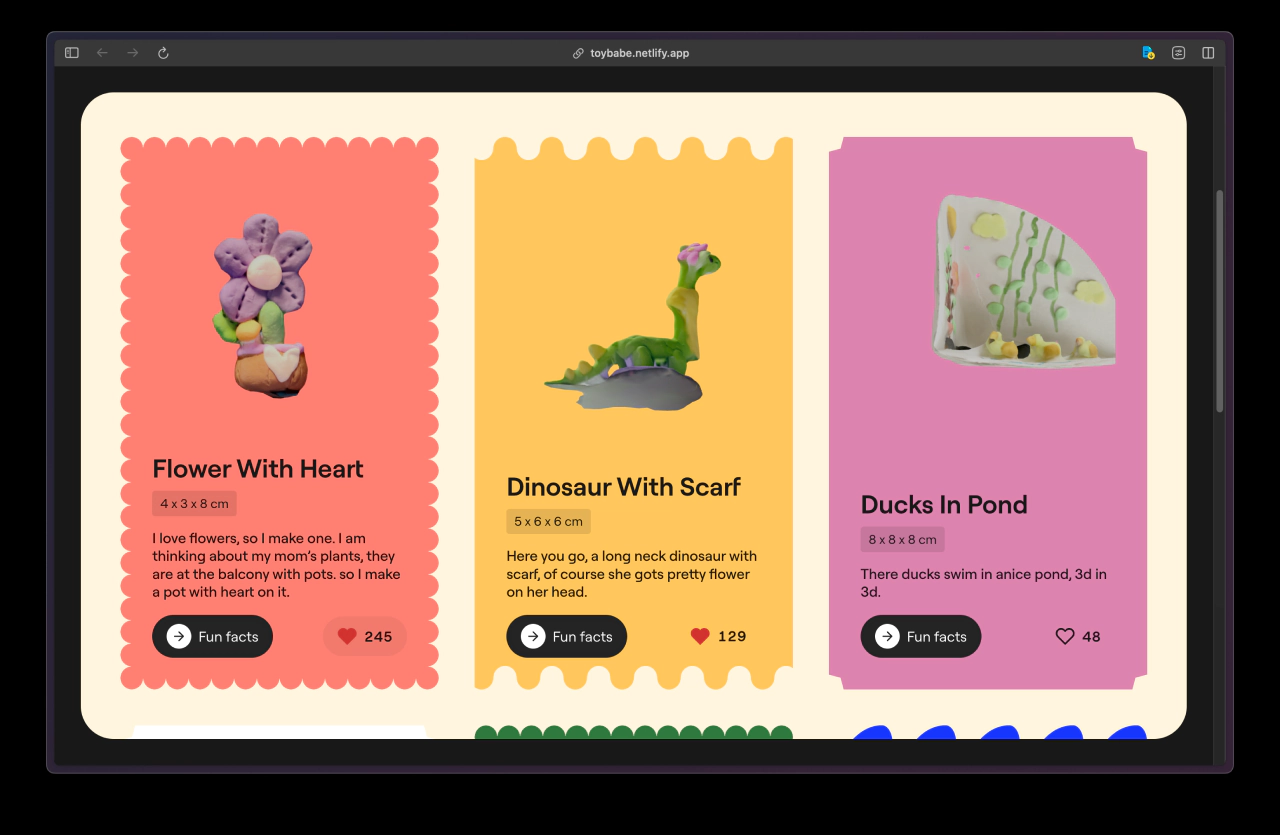 toybabe.netlify.app
Flower With Heart
4 x 3 x 8 cm
I love flowers, so I make one. I am
thinking about my mom’s plants, they
are at the balcony with pots. so I make
a pot with heart on it.
Fun facts
245
Dinosaur With Scarf
5 x 6 x 6 cm
Here you go, a long neck dinosaur with
scarf, of course she gots pretty flower
on her head.
Fun facts
129
Ducks In Pond
8 x 8 x 8 cm
There ducks swim in anice pond, 3d in
3d.
Fun facts
48